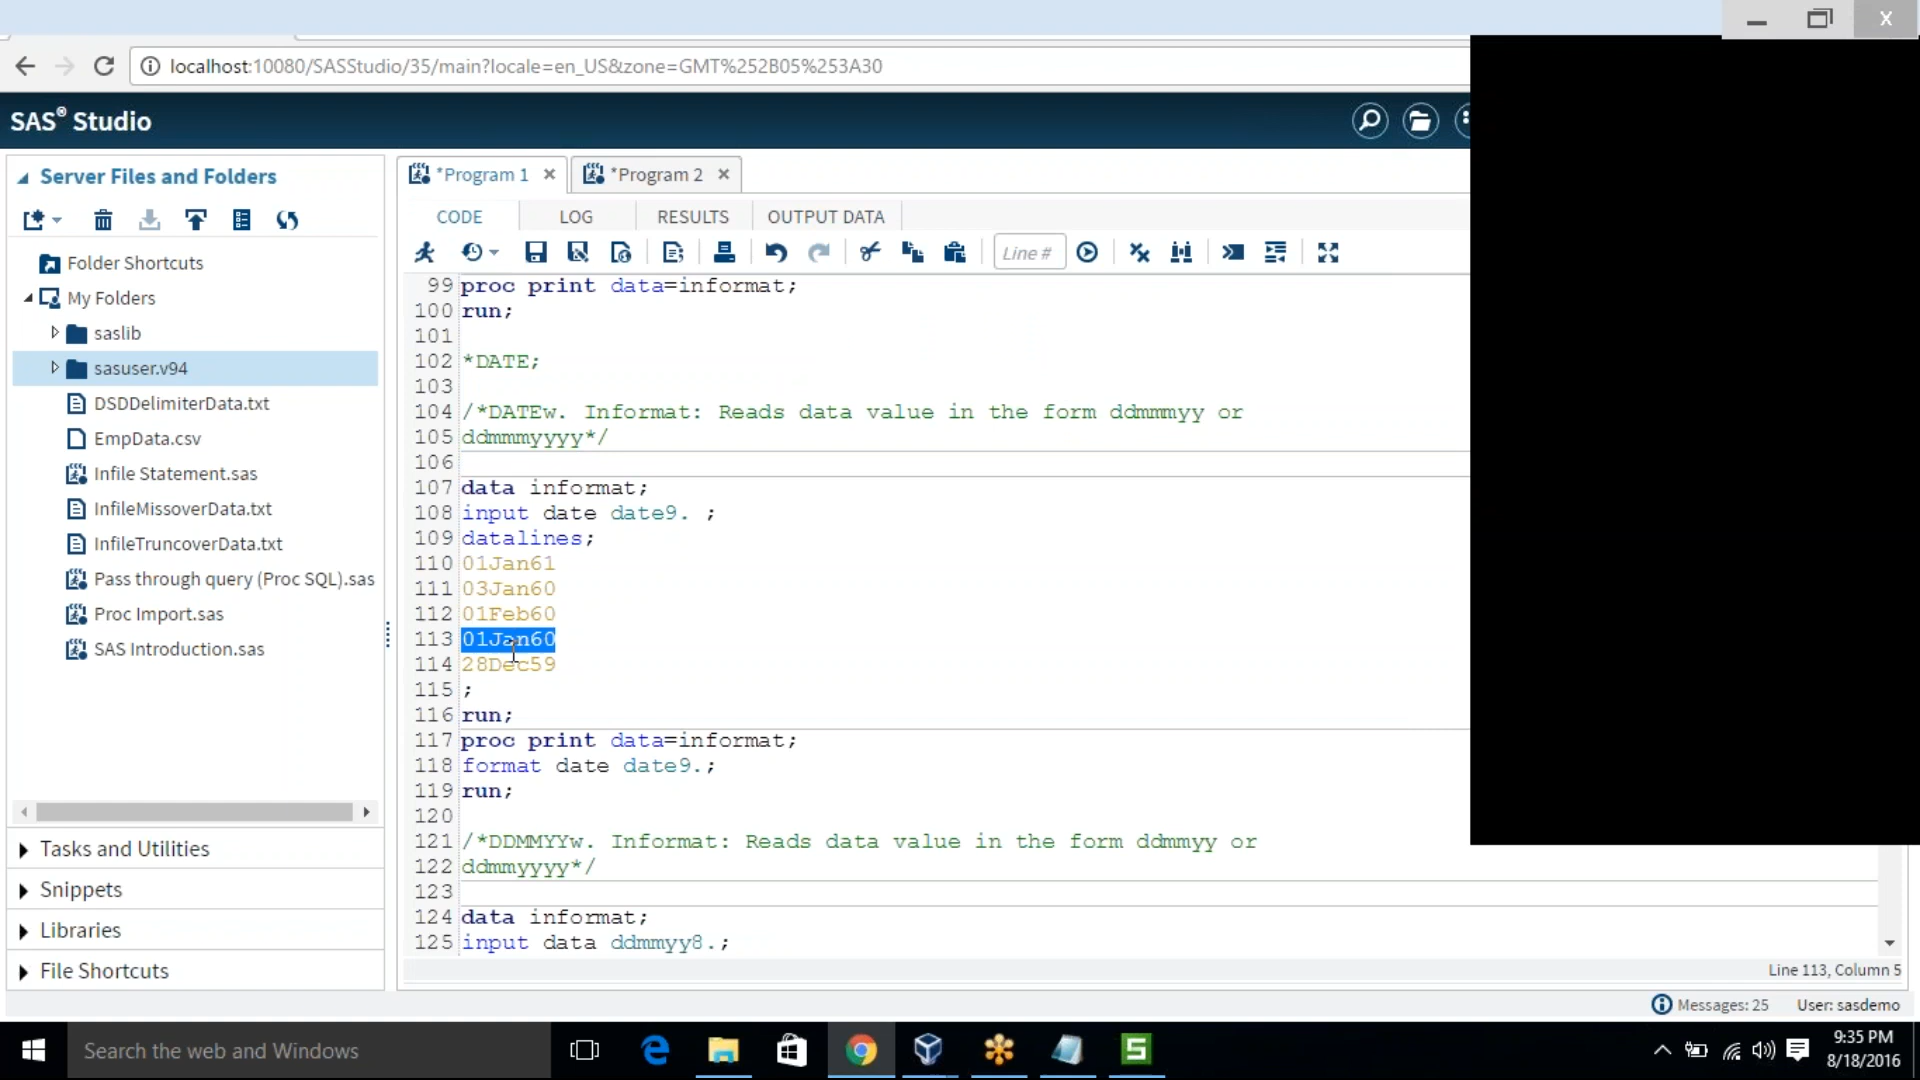 X
localhost:10080/SASStudio/35/main?locale=en_US&zone=GMT%252B05%253A30
SAS® Studio
Server Files and Folders
Folder Shortcuts
My Folders
saslib
sasuser.v94
DSDDelimiterData.txt
EmpData.csv
Infile Statement.sas
InfileMissoverData.txt
InfileTruncoverData.txt
Pass through query (Proc SQL).sas
Proc Import.sas
SAS Introduction.sas
Tasks and Utilities
Snippets
Libraries
File Shortcuts
*Program 1 ×
*Program 2 ×
CODE LOG RESULTS OUTPUT DATA
Line #
99 proc print data=informat;
100 run;
101
102 *DATE;
103
104 /*DATEw. Informat: Reads data value in the form ddmmmyy or
105 ddmmmyyyy*/
106
107 data informat;
108 input date date9. ;
109 datalines;
110 01Jan61
111 03Jan60
112 01Feb60
113 01Jan60
114 28Dec59
115 ;
116 run;
117 proc print data=informat;
118 format date date9.;
119 run;
120
121 /*DDMMYYw. Informat: Reads data value in the form ddmmyy or
122 ddmmyyyy*/
123
124 data informat;
125 input data ddmmyy8.;
Line 113, Column 5
Messages: 25 User: sasdemo
Search the web and Windows
9:35 PM
8/18/2016